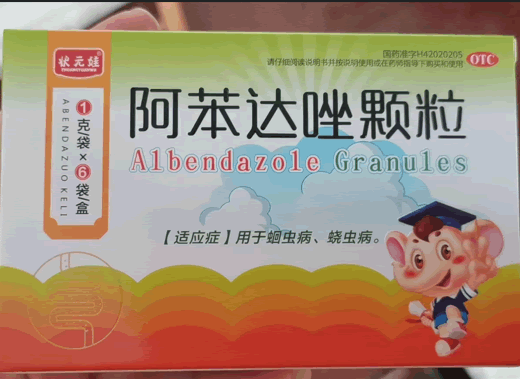 状元娃
国药准字H42020205
请仔细阅读说明书并按说明使用或在药师指导下购买和使用
OTC
1克/袋×6袋/盒
ABENDAZUOKELI
阿苯达唑颗粒
Albendazole Granules
【适应症】用于蛔虫病、蛲虫病。